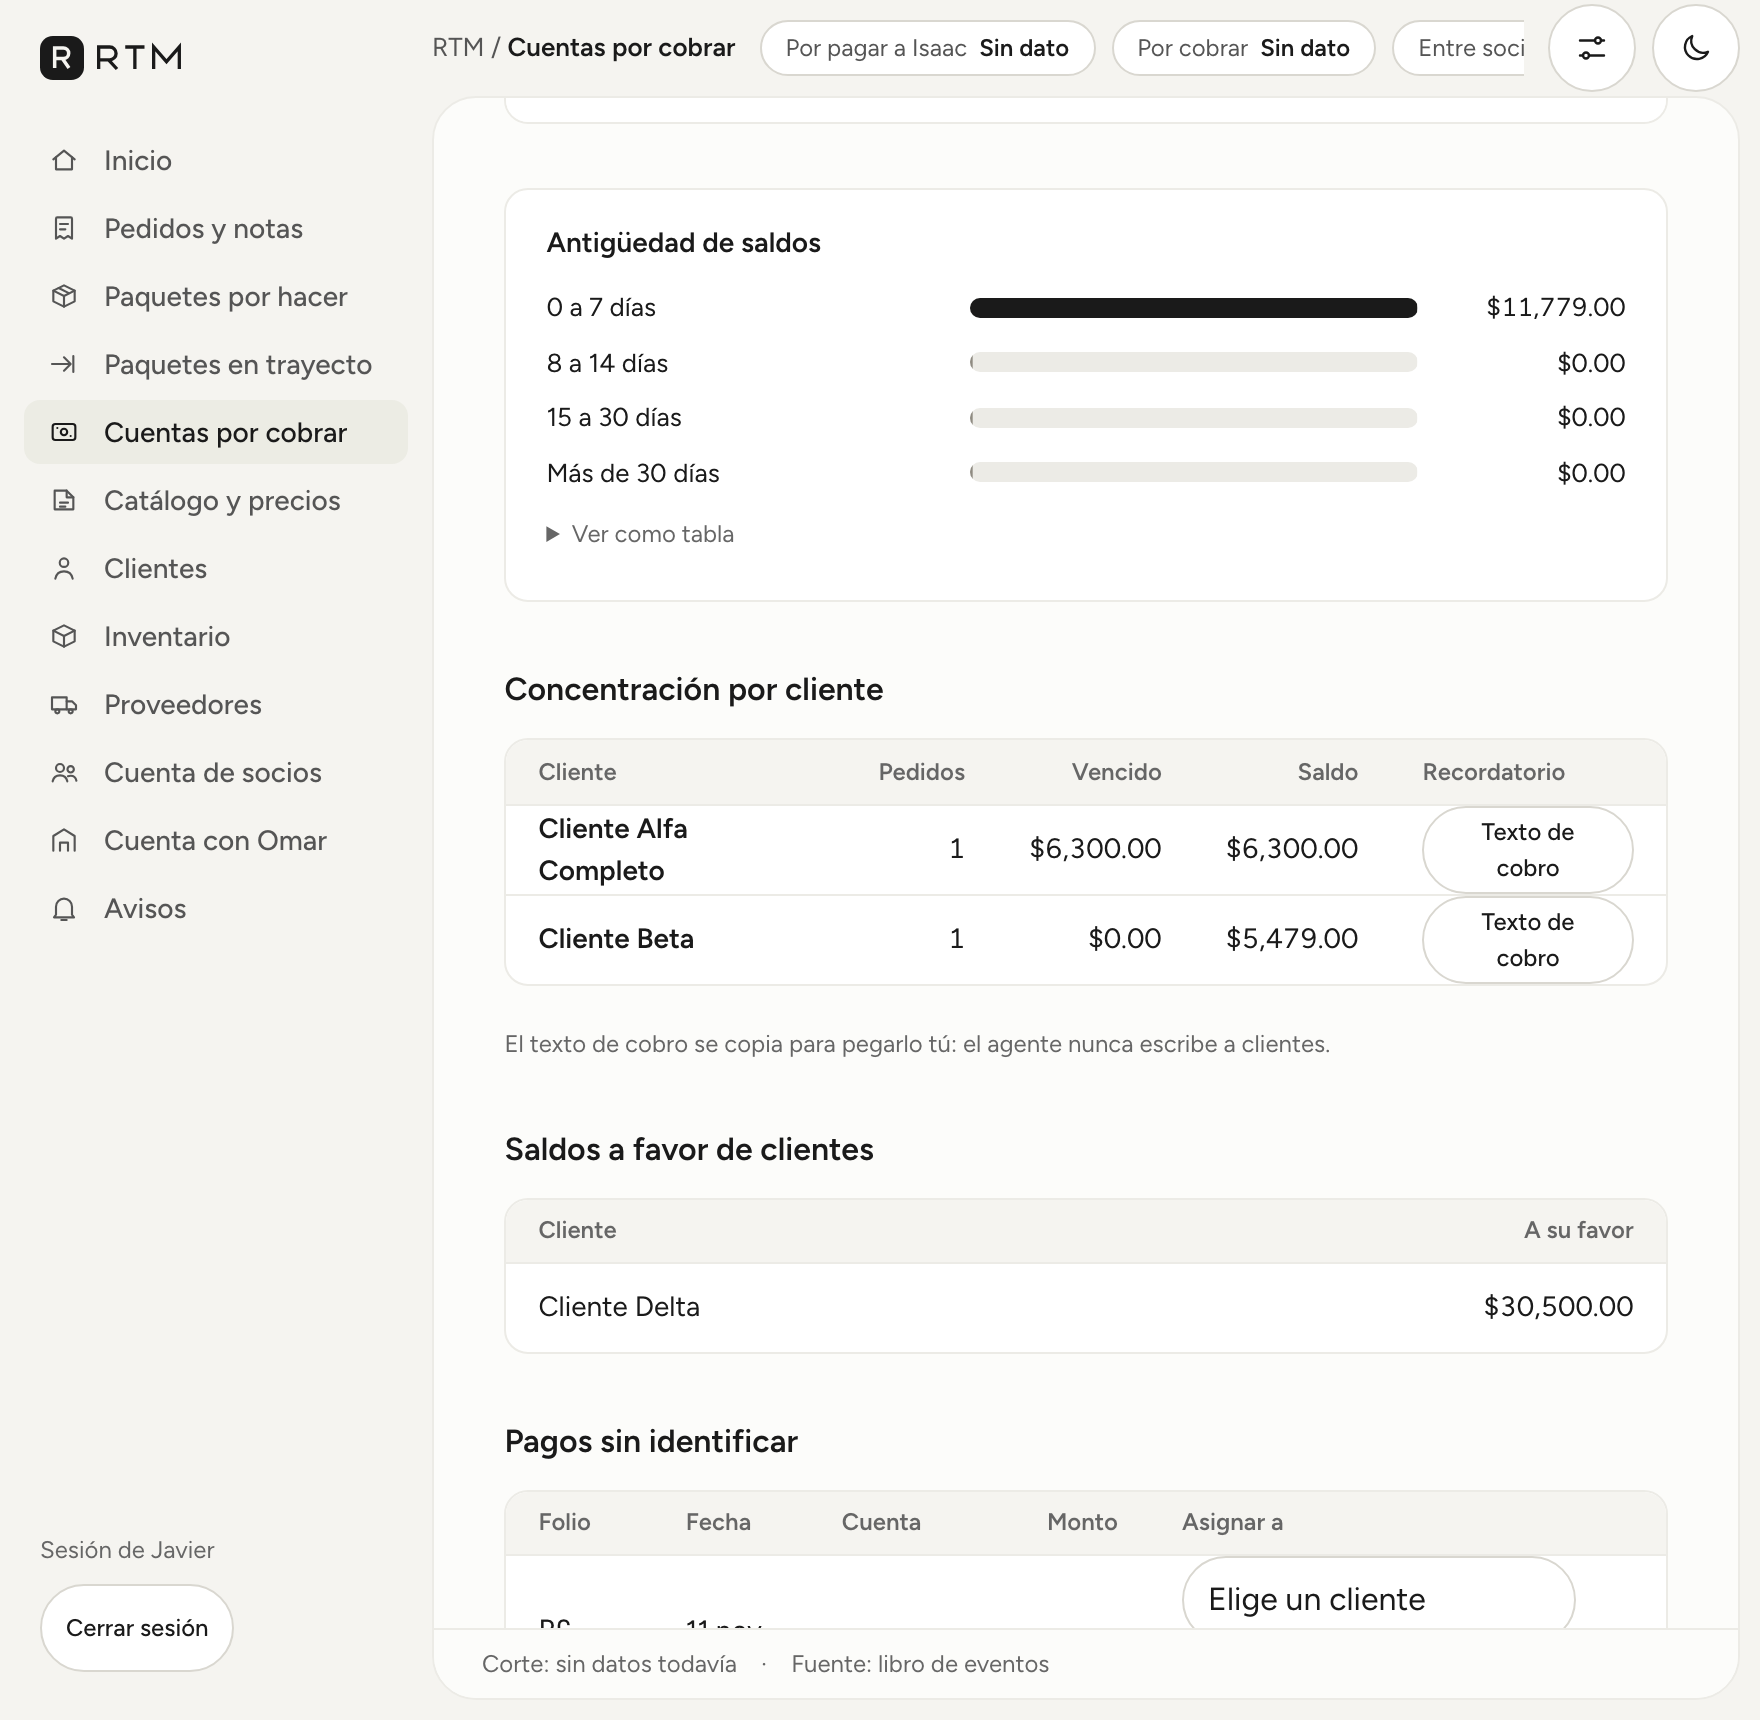 R RTM
RTM / Cuentas por cobrar
Por pagar a Isaac Sin dato
Por cobrar Sin dato
Entre soci
Inicio
Pedidos y notas
Paquetes por hacer
Paquetes en trayecto
Cuentas por cobrar
Catálogo y precios
Clientes
Inventario
Proveedores
Cuenta de socios
Cuenta con Omar
Avisos
Sesión de Javier
Cerrar sesión
Antigüedad de saldos
0 a 7 días $11,779.00
8 a 14 días $0.00
15 a 30 días $0.00
Más de 30 días $0.00
Ver como tabla
Concentración por cliente
Cliente Pedidos Vencido Saldo Recordatorio
Cliente Alfa Completo 1 $6,300.00 $6,300.00 Texto de cobro
Cliente Beta 1 $0.00 $5,479.00 Texto de cobro
El texto de cobro se copia para pegarlo tú: el agente nunca escribe a clientes.
Saldos a favor de clientes
Cliente A su favor
Cliente Delta $30,500.00
Pagos sin identificar
Folio Fecha Cuenta Monto Asignar a
11 nov
Elige un cliente
Corte: sin datos todavía · Fuente: libro de eventos